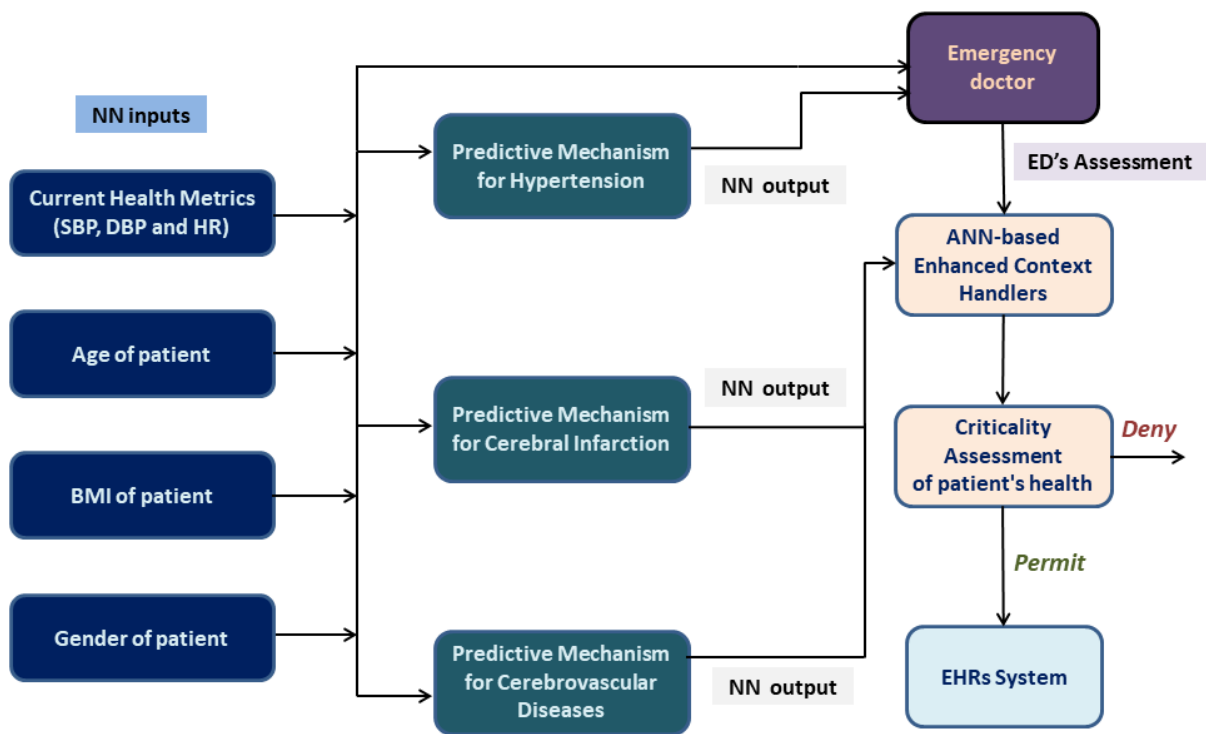 NN inputs
Current Health Metrics
(SBP, DBP and HR)
Age of patient
BMI of patient
Gender of patient
Predictive Mechanism
for Hypertension
NN output
Predictive Mechanism
for Cerebral Infarction
NN output
Predictive Mechanism
for Cerebrovascular
Diseases
NN output
Emergency
doctor
ED's Assessment
ANN-based
Enhanced Context
Handlers
Criticality
Assessment
of patient's health
Deny
Permit
EHRs System